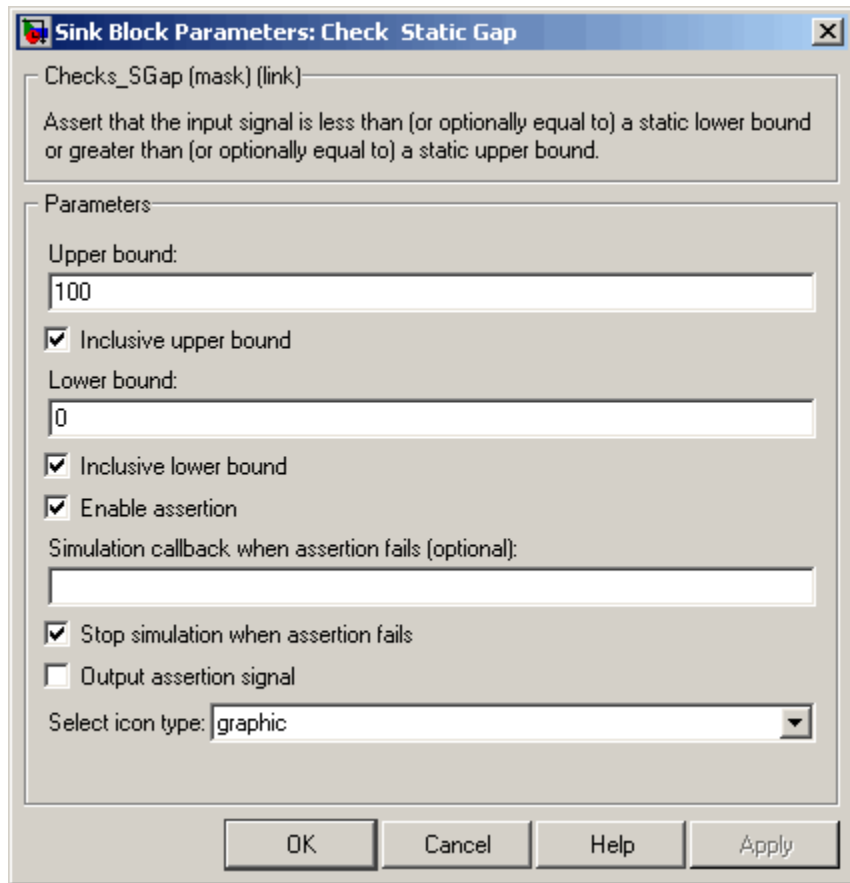 Sink Block Parameters: Check Static Gap
Checks_SGap (mask) (link)
Assert that the input signal is less than (or optionally equal to) a static lower bound
or greater than (or optionally equal to) a static upper bound.
Parameters
Upper bound:
100
Inclusive upper bound
Lower bound:
0
Inclusive lower bound
Enable assertion
Simulation callback when assertion fails (optional):
Stop simulation when assertion fails
Output assertion signal
Select icon type: graphic
OK Cancel Help Apply